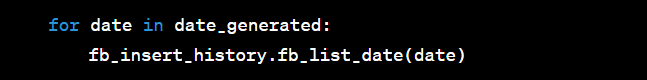 for date in date_generated:
fb_insert_history.fb_list_date(date)